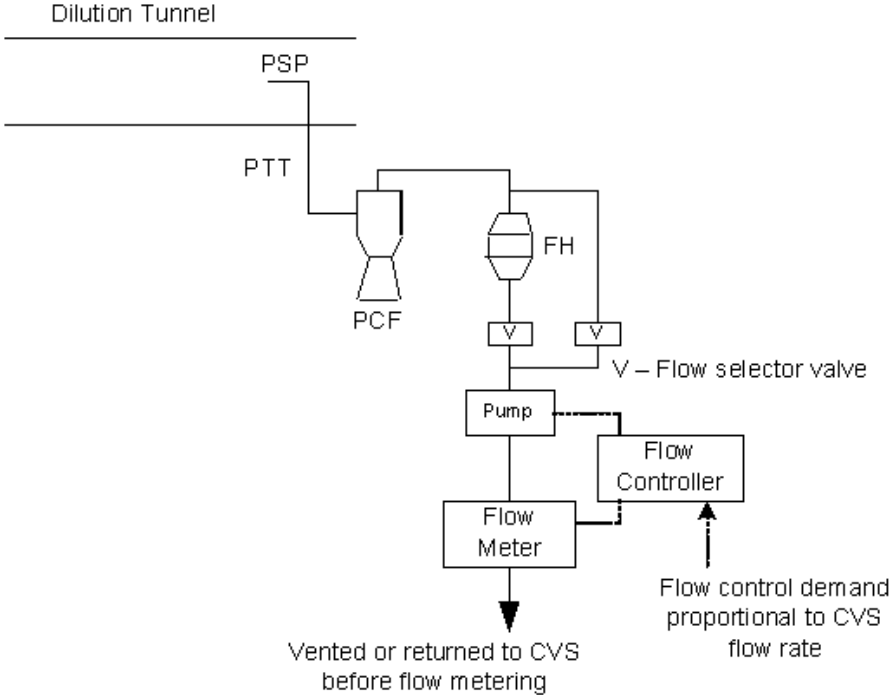 Dilution Tunnel
PSP
PTT
FH
PCF
V
V
V – Flow selector valve
Pump
Flow
Controller
Flow
Meter
Flow control demand
proportional to CVS
flow rate
Vented or returned to CVS
before flow metering